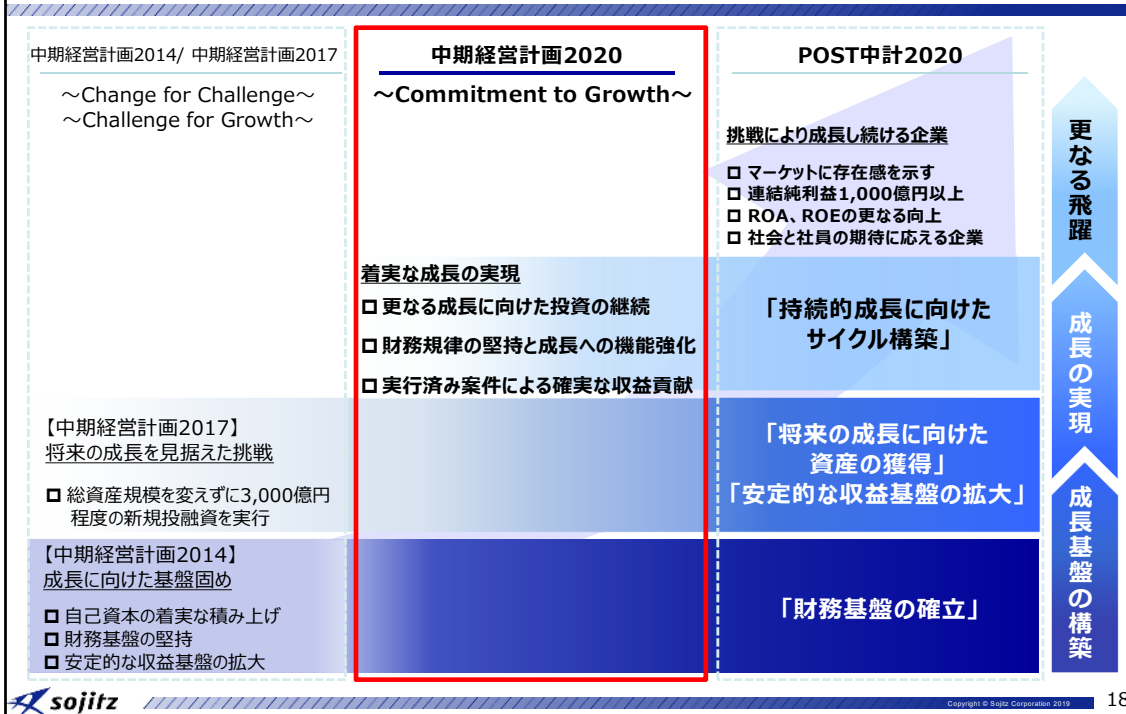 中期経営計画2014/ 中期経営計画2017
～Change for Challenge～
～Challenge for Growth～
中期経営計画2020
～Commitment to Growth～
POST中計2020
挑戦により成長し続ける企業
マーケットに存在感を示す
連結純利益1,000億円以上
ROA、ROEの更なる向上
社会と社員の期待に応える企業
着実な成長の実現
更なる成長に向けた投資の継続
財務規律の堅持と成長への機能強化
実行済み案件による確実な収益貢献
「持続的成長に向けた
サイクル構築」
【中期経営計画2017】
将来の成長を見据えた挑戦
総資産規模を変えずに3,000億円
程度の新規投融資を実行
「将来の成長に向けた
資産の獲得」
「安定的な収益基盤の拡大」
【中期経営計画2014】
成長に向けた基盤固め
自己資本の着実な積み上げ
財務基盤の堅持
安定的な収益基盤の拡大
「財務基盤の確立」
更なる飛躍
成長の実現
成長基盤の構築
sojitz
Copyright © Sojitz Corporation 2019
18